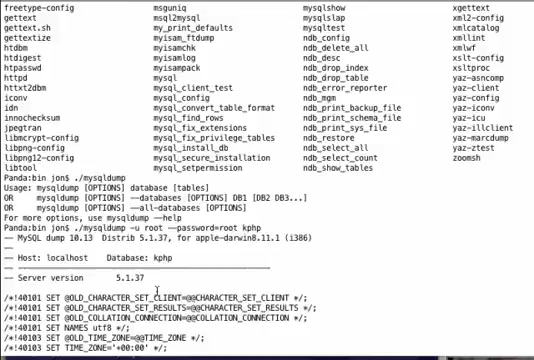 freetype-config msguniq mysqlshow xgettext
gettext msql2mysql mysqlslap xml2-config
gettext.sh my_print_defaults mysqltest xmlcatalog
gettextize myisam_ftdump ndb_config xmllint
htdbm myisamchk ndb_delete_all xmlwf
htdigest myisamlog ndb_desc xslt-config
htpasswd myisampack ndb_drop_index xsltproc
httpd mysql ndb_drop_table yaz-asncomp
httxt2dbm mysql_client_test ndb_error_reporter yaz-client
iconv mysql_config ndb_mgm yaz-config
idn mysql_convert_table_format ndb_print_backup_file yaz-iconv
innochecksum mysql_find_rows ndb_print_schema_file yaz-icu
jpegtran mysql_fix_extensions ndb_print_sys_file yaz-illclient
libmcrypt-config mysql_fix_privilege_tables ndb_restore yaz-marcdump
libpng-config mysql_install_db ndb_select_all yaz-ztest
libpng12-config mysql_secure_installation ndb_select_count zoomsh
libtool mysql_setpermission ndb_show_tables
Panda:bin jon$ ./mysqldump
Usage: mysqldump [OPTIONS] database [tables]
OR mysqldump [OPTIONS] --databases [OPTIONS] DB1 [DB2 DB3...]
OR mysqldump [OPTIONS] --all-databases [OPTIONS]
For more options, use mysqldump --help
Panda:bin jon$ ./mysqldump -u root --password=root kphp
-- MySQL dump 10.13 Distrib 5.1.37, for apple-darwin8.11.1 (i386)
--
-- Host: localhost Database: kphp
-- ------------------------------------------------------
-- Server version 5.1.37

/*!40101 SET @OLD_CHARACTER_SET_CLIENT=@@CHARACTER_SET_CLIENT */;
/*!40101 SET @OLD_CHARACTER_SET_RESULTS=@@CHARACTER_SET_RESULTS */;
/*!40101 SET @OLD_COLLATION_CONNECTION=@@COLLATION_CONNECTION */;
/*!40101 SET NAMES utf8 */;
/*!40103 SET @OLD_TIME_ZONE=@@TIME_ZONE */;
/*!40103 SET TIME_ZONE='+00:00' */;